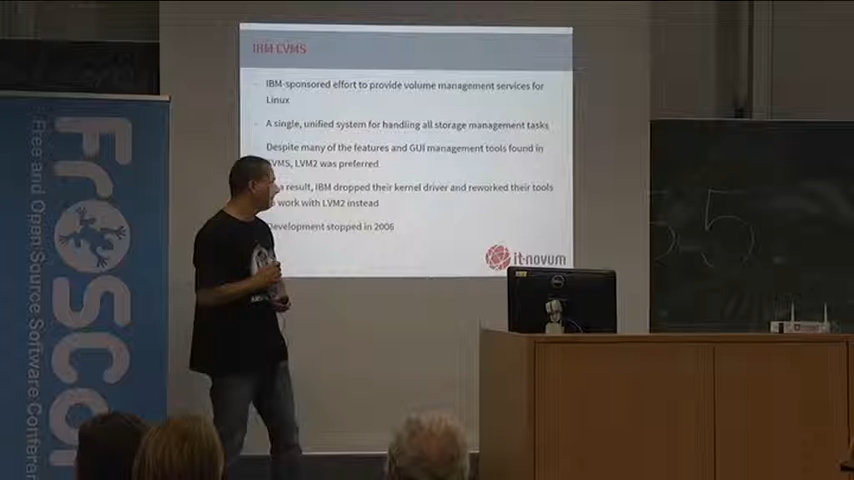 IBM EVMS
IBM-sponsored effort to provide volume management services for
Linux
A single, unified system for handling all storage management tasks
Despite many of the features and GUI management tools found in
EVMS, LVM2 was preferred.
a result, IBM dropped their kernel driver and reworked their tools
work with LVM2 instead
Development stopped in 2006
it-novum
FrOSCon
Free and Open Source Software Conferen
DELL
25